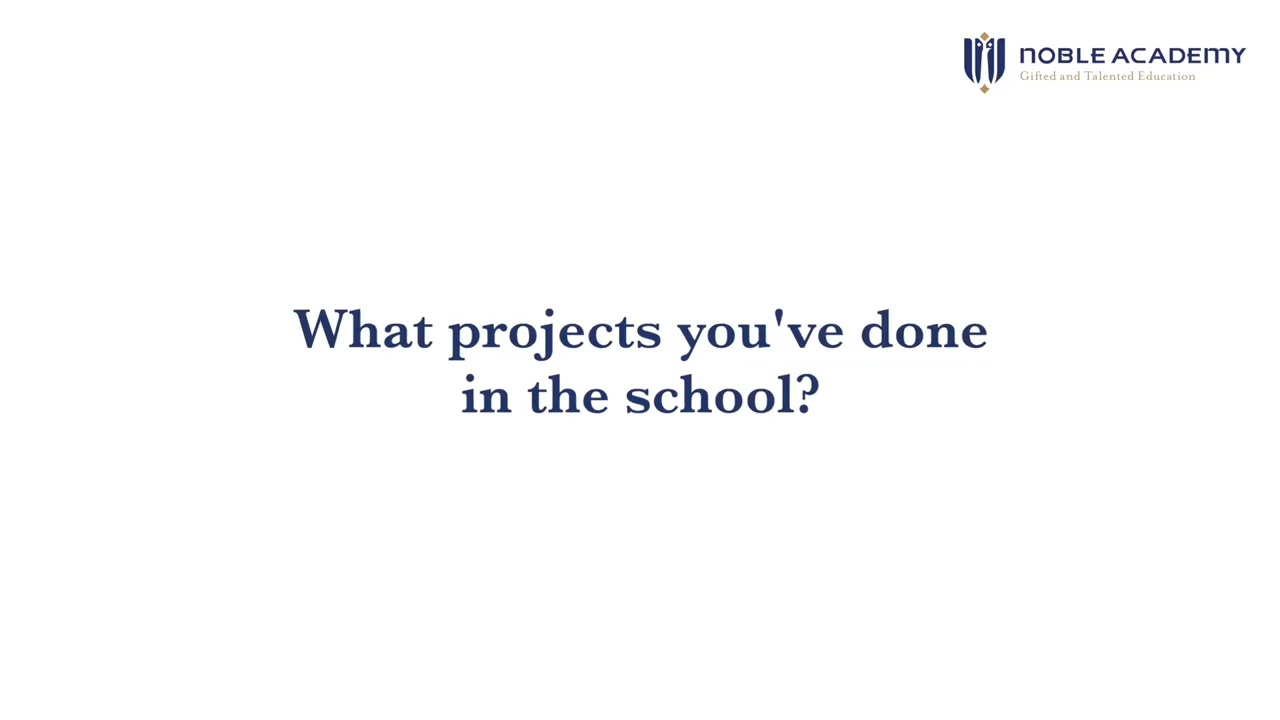 NOBLE ACADEMY
Gifted and Talented Education
What projects you've done
in the school?